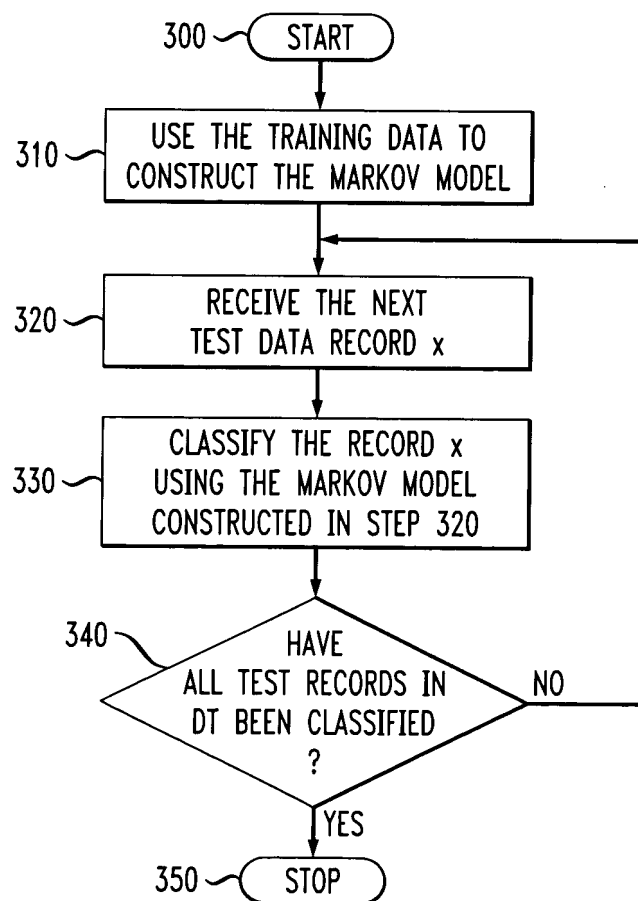 300 START
310 USE THE TRAINING DATA TO
CONSTRUCT THE MARKOV MODEL
320 RECEIVE THE NEXT
TEST DATA RECORD x
330 CLASSIFY THE RECORD x
USING THE MARKOV MODEL
CONSTRUCTED IN STEP 320
340 HAVE
ALL TEST RECORDS IN
DT BEEN CLASSIFIED
?
NO
YES
350 STOP